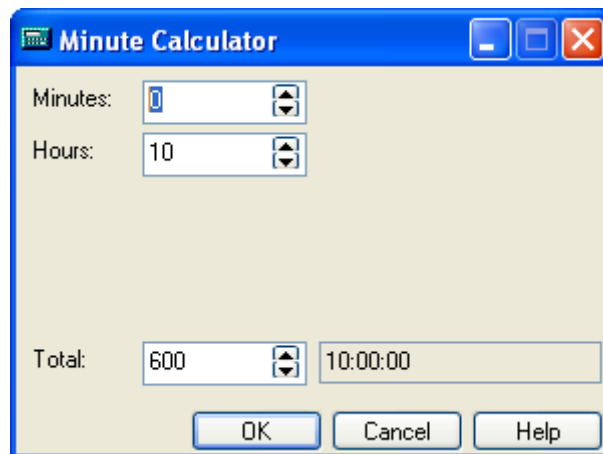 Minute Calculator
Minutes: 0
Hours: 10
Total: 600 10:00:00
OK Cancel Help